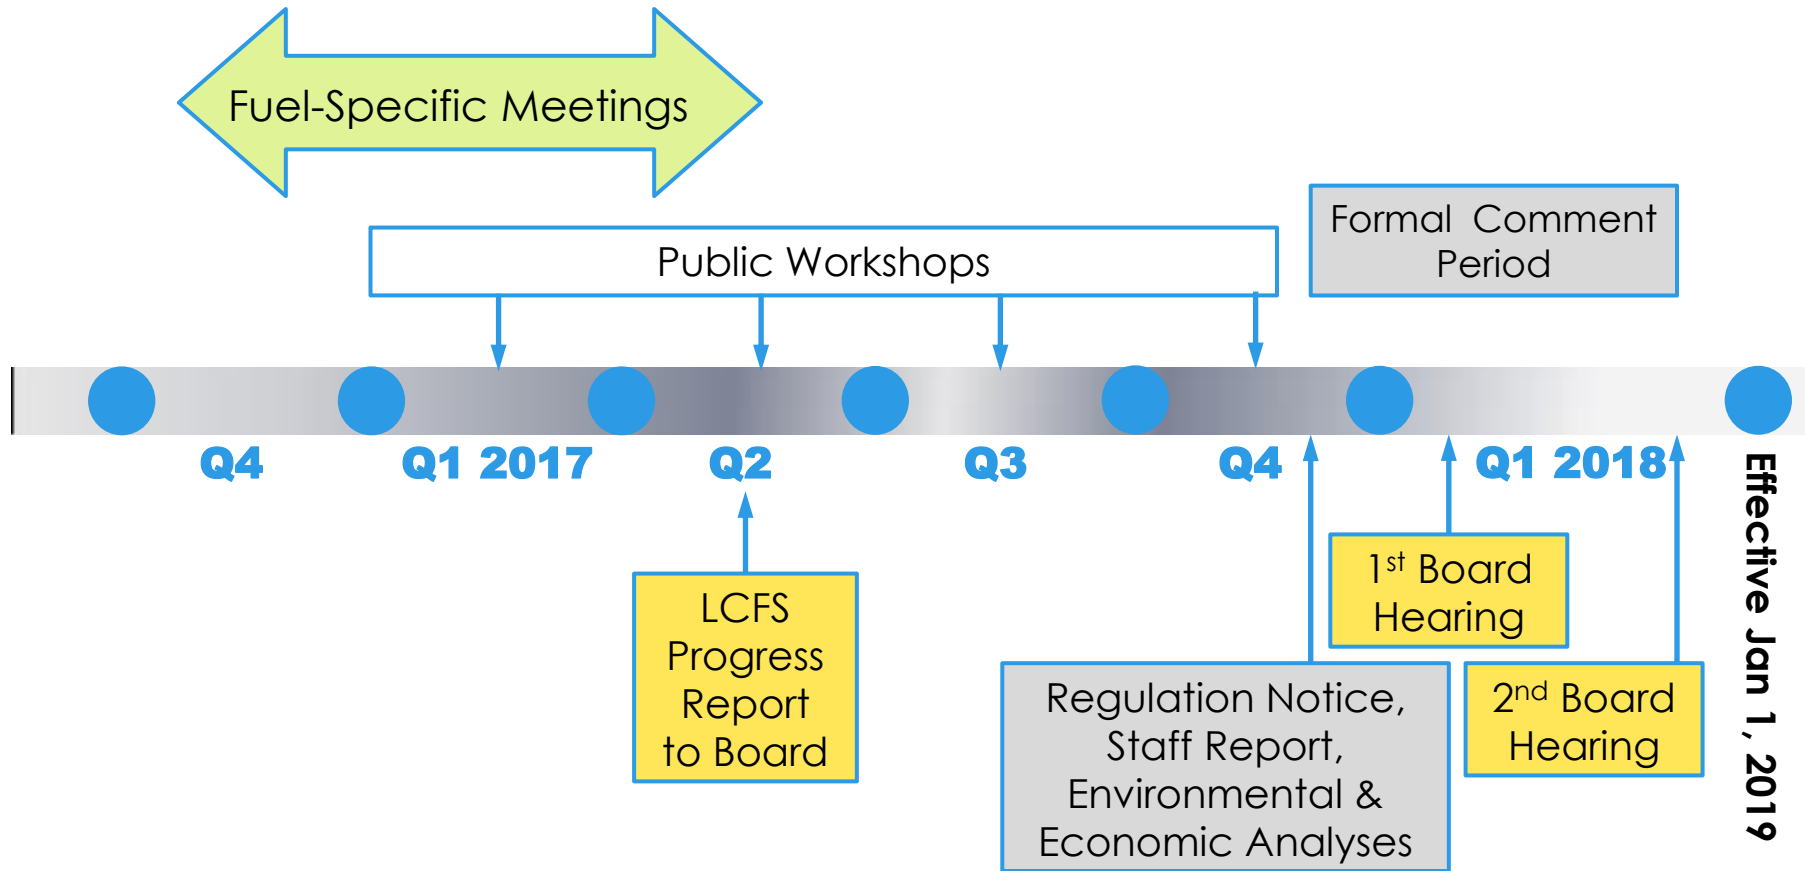 Fuel-Specific Meetings
Formal Comment
Period
Public Workshops
Q4
Q1 2017
Q2
Q3
Q4
Q1 2018
Effective Jan 1, 2019
1st Board
Hearing
LCFS
Progress
Report
to Board
Regulation Notice,
Staff Report,
Environmental &
Economic Analyses
2nd Board
Hearing